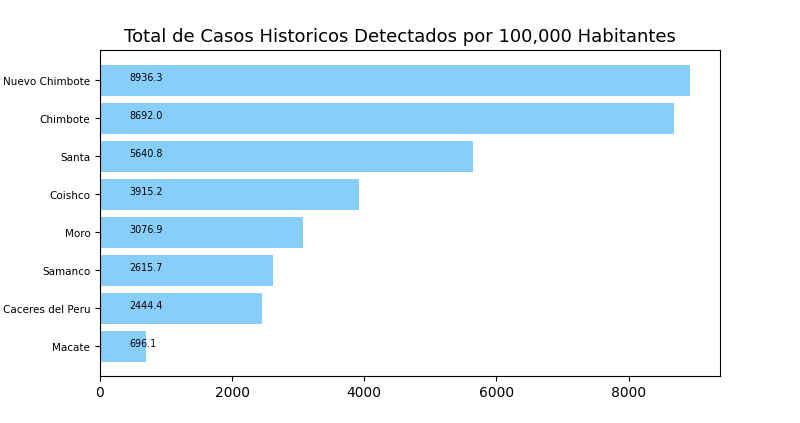 Total de Casos Historicos Detectados por 100,000 Habitantes
Nuevo Chimbote 8936.3
Chimbote 8692.0
Santa 5640.8
Coishco 3915.2
Moro 3076.9
Samanco 2615.7
Caceres del Peru 2444.4
Macate 696.1
0 2000 4000 6000 8000